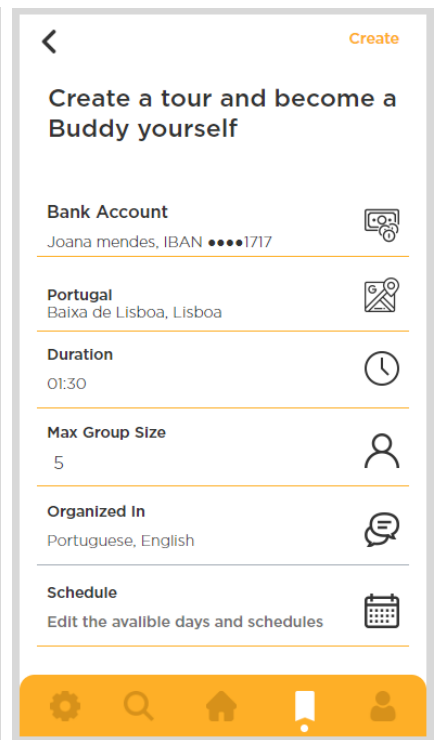 Create
Create a tour and become a
Buddy yourself
Bank Account
Joana mendes, IBAN ●●●●1717
Portugal
Baixa de Lisboa, Lisboa
Duration
01:30
Max Group Size
5
Organized In
Portuguese, English
Schedule
Edit the avalible days and schedules